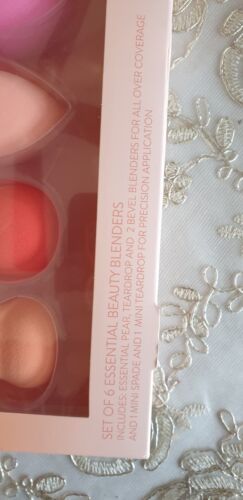 SET OF 6 ESSENTIAL BEAUTY BLENDERS
INCLUDES: ESSENTIAL PEAR, TEARDROP AND 2 BEVEL BLENDERS FOR ALL OVER COVERAGE
AND 1 MINI SPADE AND 1 MINI TEARDROP FOR PRECISION APPLICATION